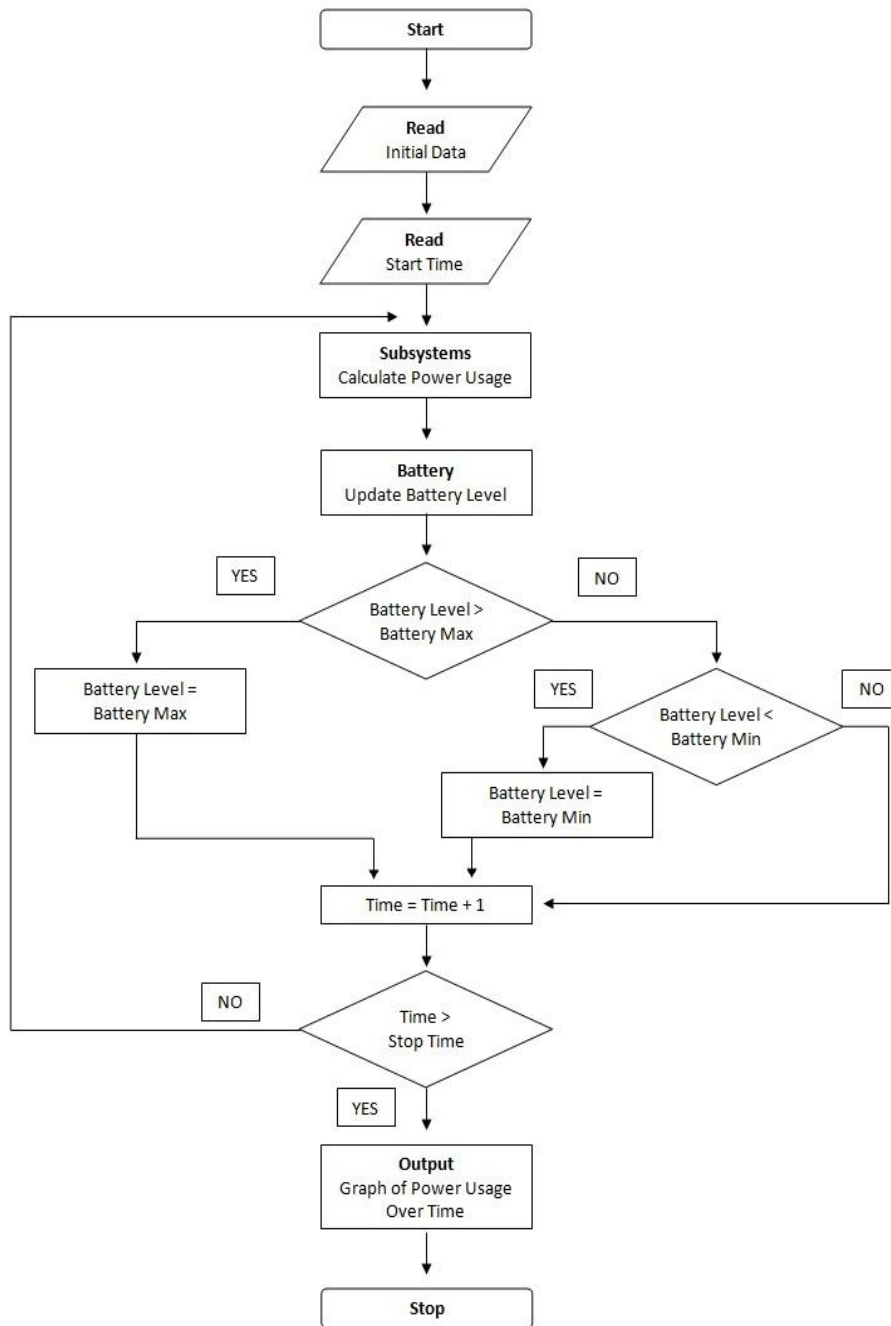 Start
Read
Initial Data
Read
Start Time
Subsystems
Calculate Power Usage
Battery
Update Battery Level
YES
NO
Battery Level >
Battery Max
Battery Level =
Battery Max
YES
NO
Battery Level <
Battery Min
Battery Level =
Battery Min
Time = Time + 1
NO
Time >
Stop Time
YES
Output
Graph of Power Usage
Over Time
Stop